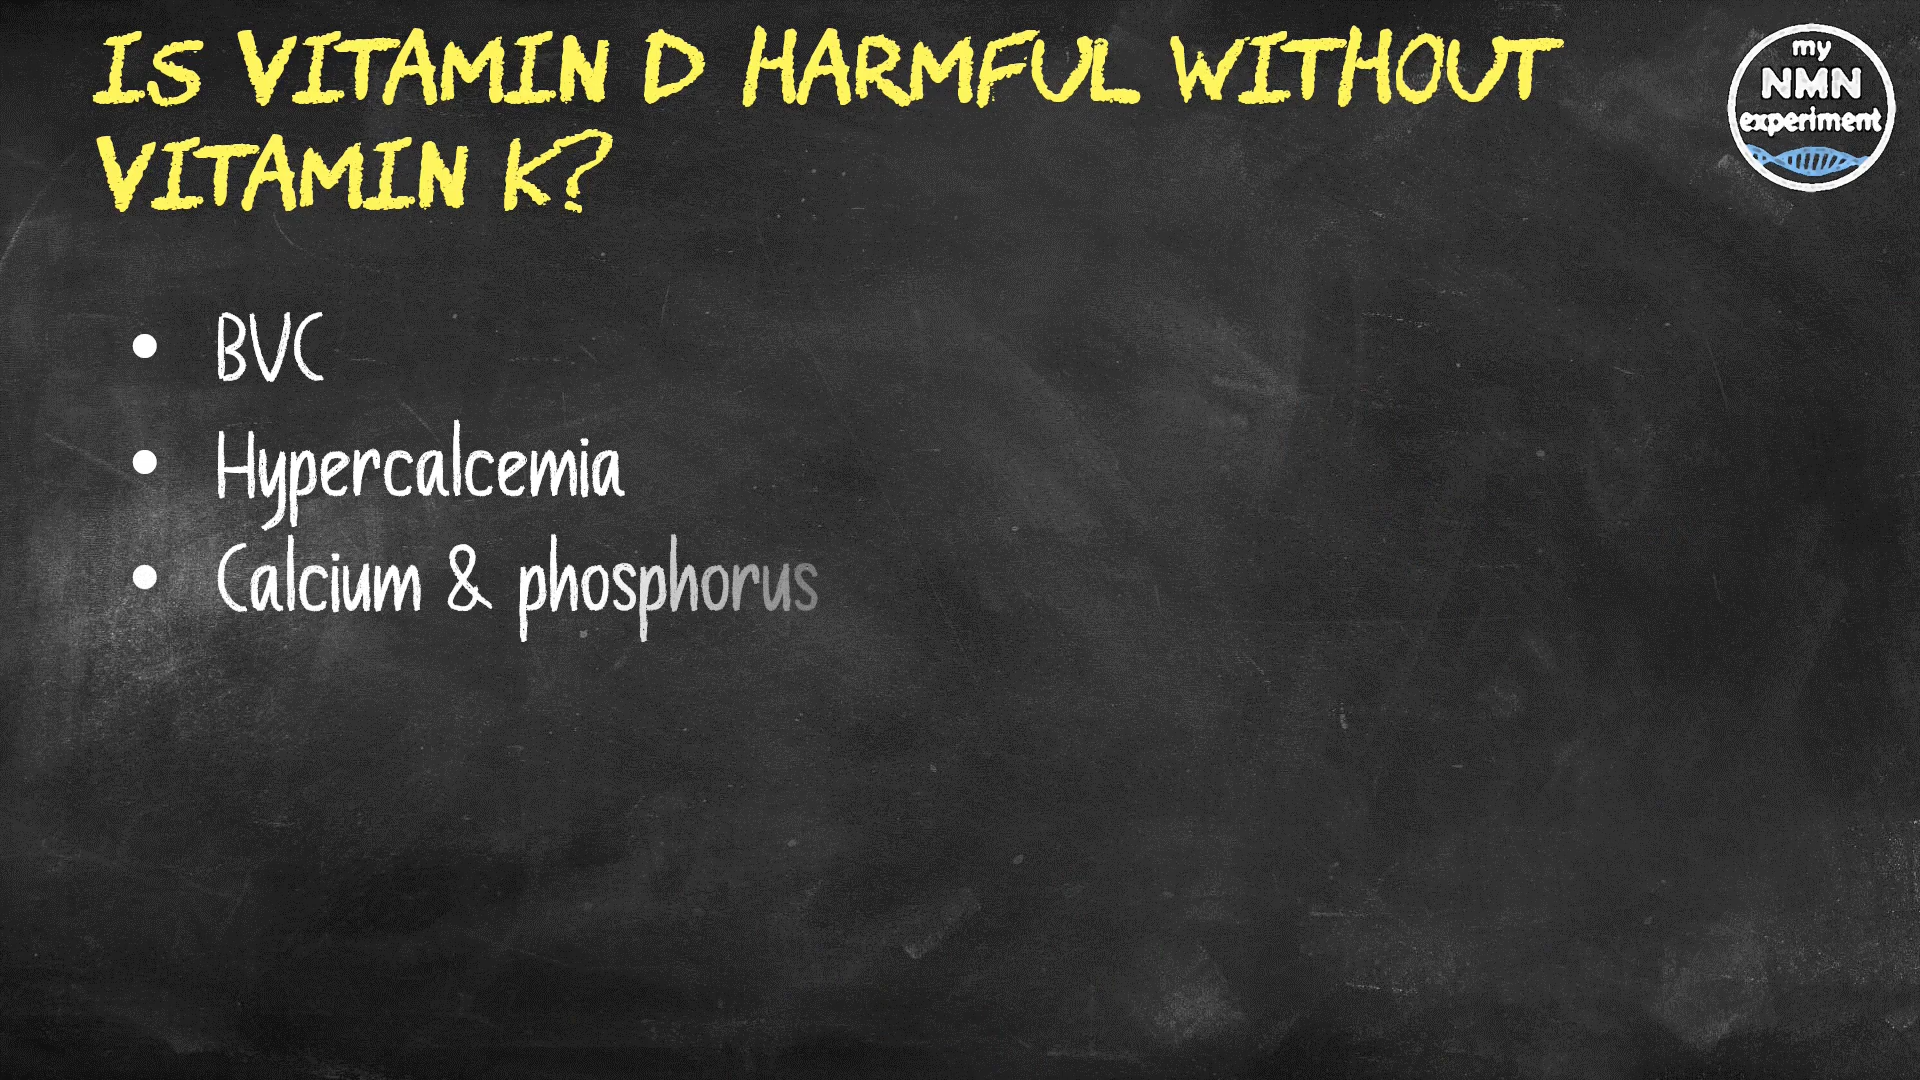 IS VITAMIN D HARMFUL WITHOUT
VITAMIN K?
my
NMN
experiment
• BVC
• Hypercalcemia
• Calcium & phosphorus